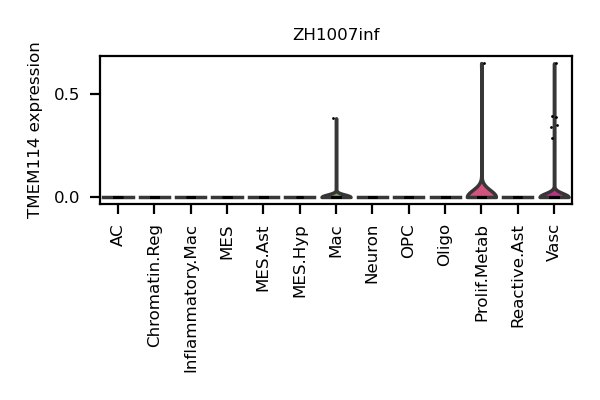 ZH1007inf
TMEM114 expression
0.5
0.0
AC
Chromatin.Reg
Inflammatory.Mac
MES
MES.Ast
MES.Hyp
Mac
Neuron
OPC
Oligo
Prolif.Metab
Reactive.Ast
Vasc